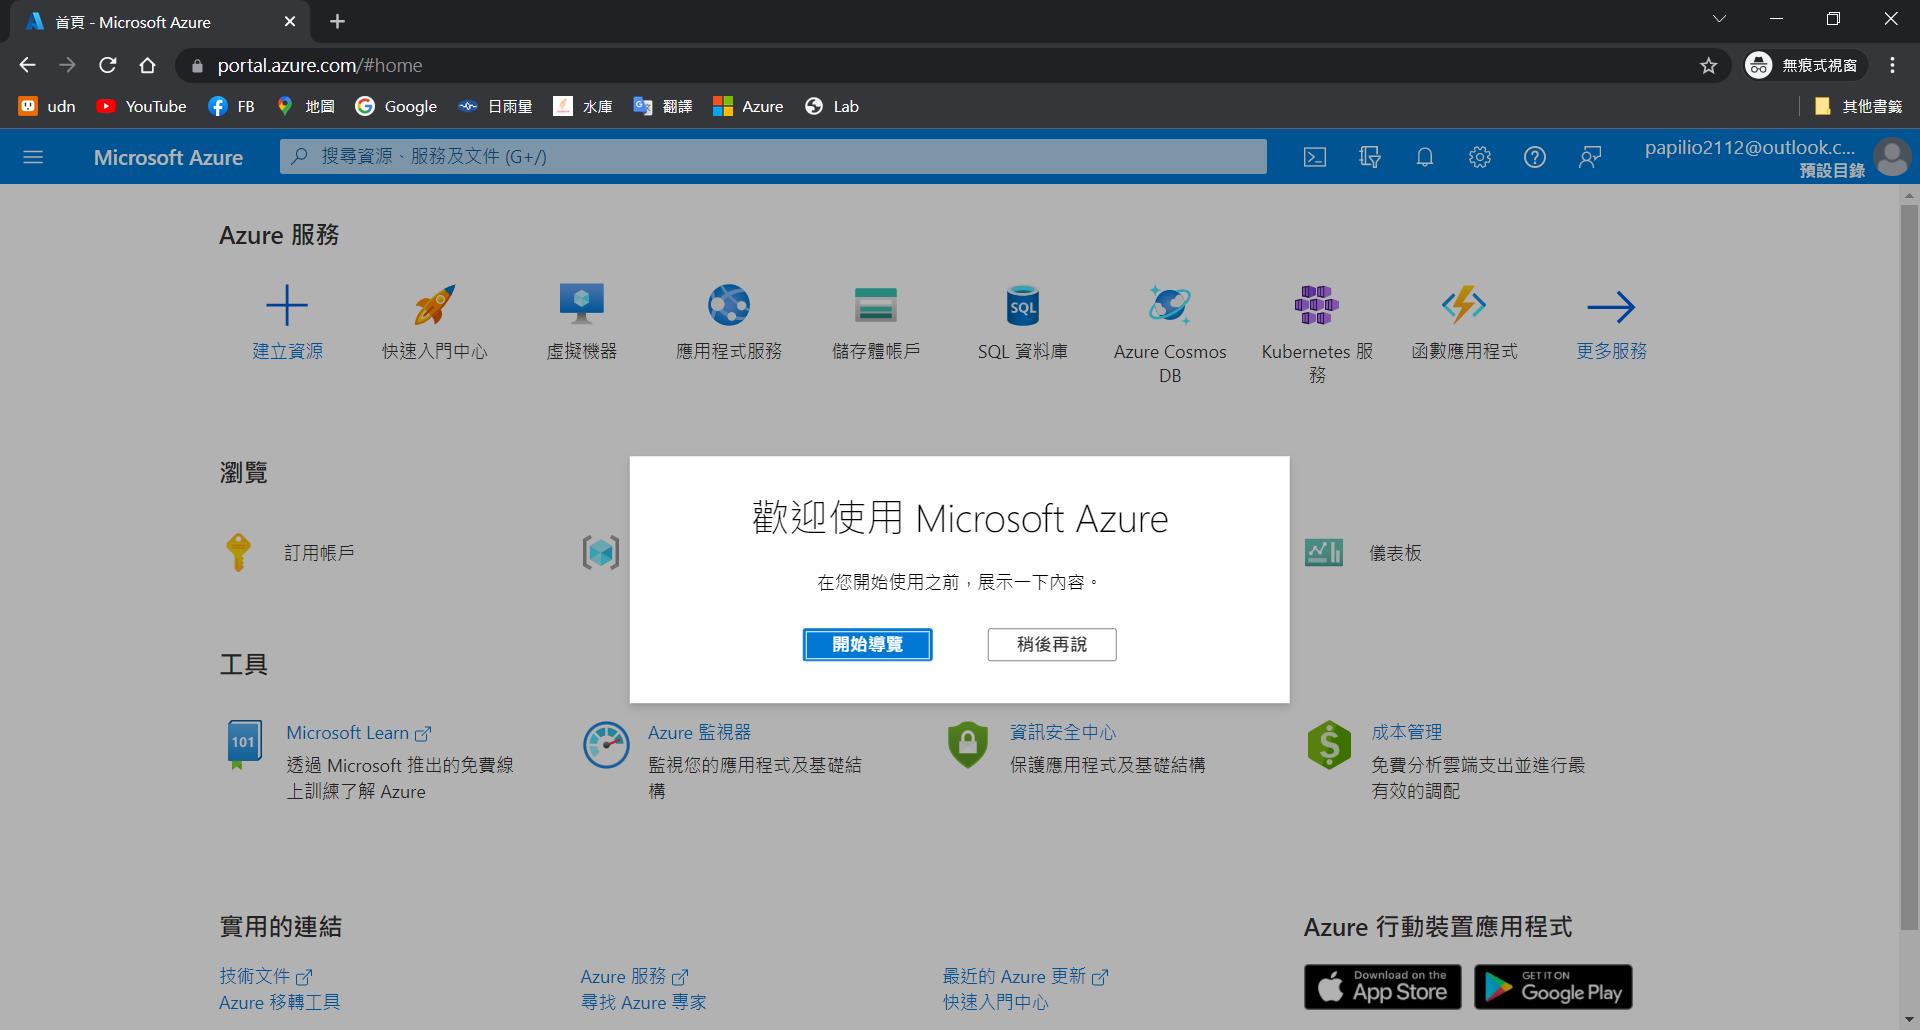 首頁 - Microsoft Azure
portal.azure.com/#home
無痕式視窗
udn
YouTube
FB
地圖
Google
日雨量
水庫
翻譯
Azure
Lab
其他書籤
Microsoft Azure
搜尋資源、服務及文件 (G+/)
papilio2112@outlook.c...
預設目錄
Azure 服務
建立資源
快速入門中心
虛擬機器
應用程式服務
儲存體帳戶
SQL
SQL 資料庫
Azure Cosmos
DB
Kubernetes 服
務
函數應用程式
更多服務
瀏覽
訂用帳戶
儀表板
歡迎使用 Microsoft Azure
在您開始使用之前，展示一下內容。
開始導覽
稍後再說
工具
101
Microsoft Learn
透過 Microsoft 推出的免費線
上訓練了解 Azure
Azure 監視器
監視您的應用程式及基礎結
構
資訊安全中心
保護應用程式及基礎結構
成本管理
免費分析雲端支出並進行最
有效的調配
實用的連結
技術文件
Azure 移轉工具
Azure 服務
尋找 Azure 專家
最近的 Azure 更新
快速入門中心
Azure 行動裝置應用程式
Download on the
App Store
GET IT ON
Google Play